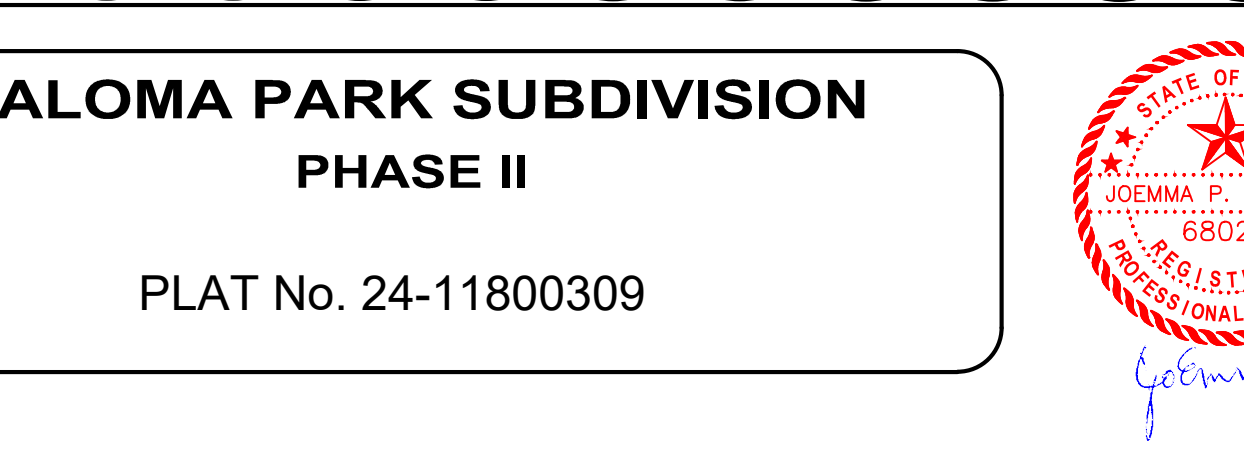 ALOMA PARK SUBDIVISION
PHASE II
PLAT No. 24-11800309
STATE OF
JOEMMA P.
6802
REGIST
PROFESSIONAL